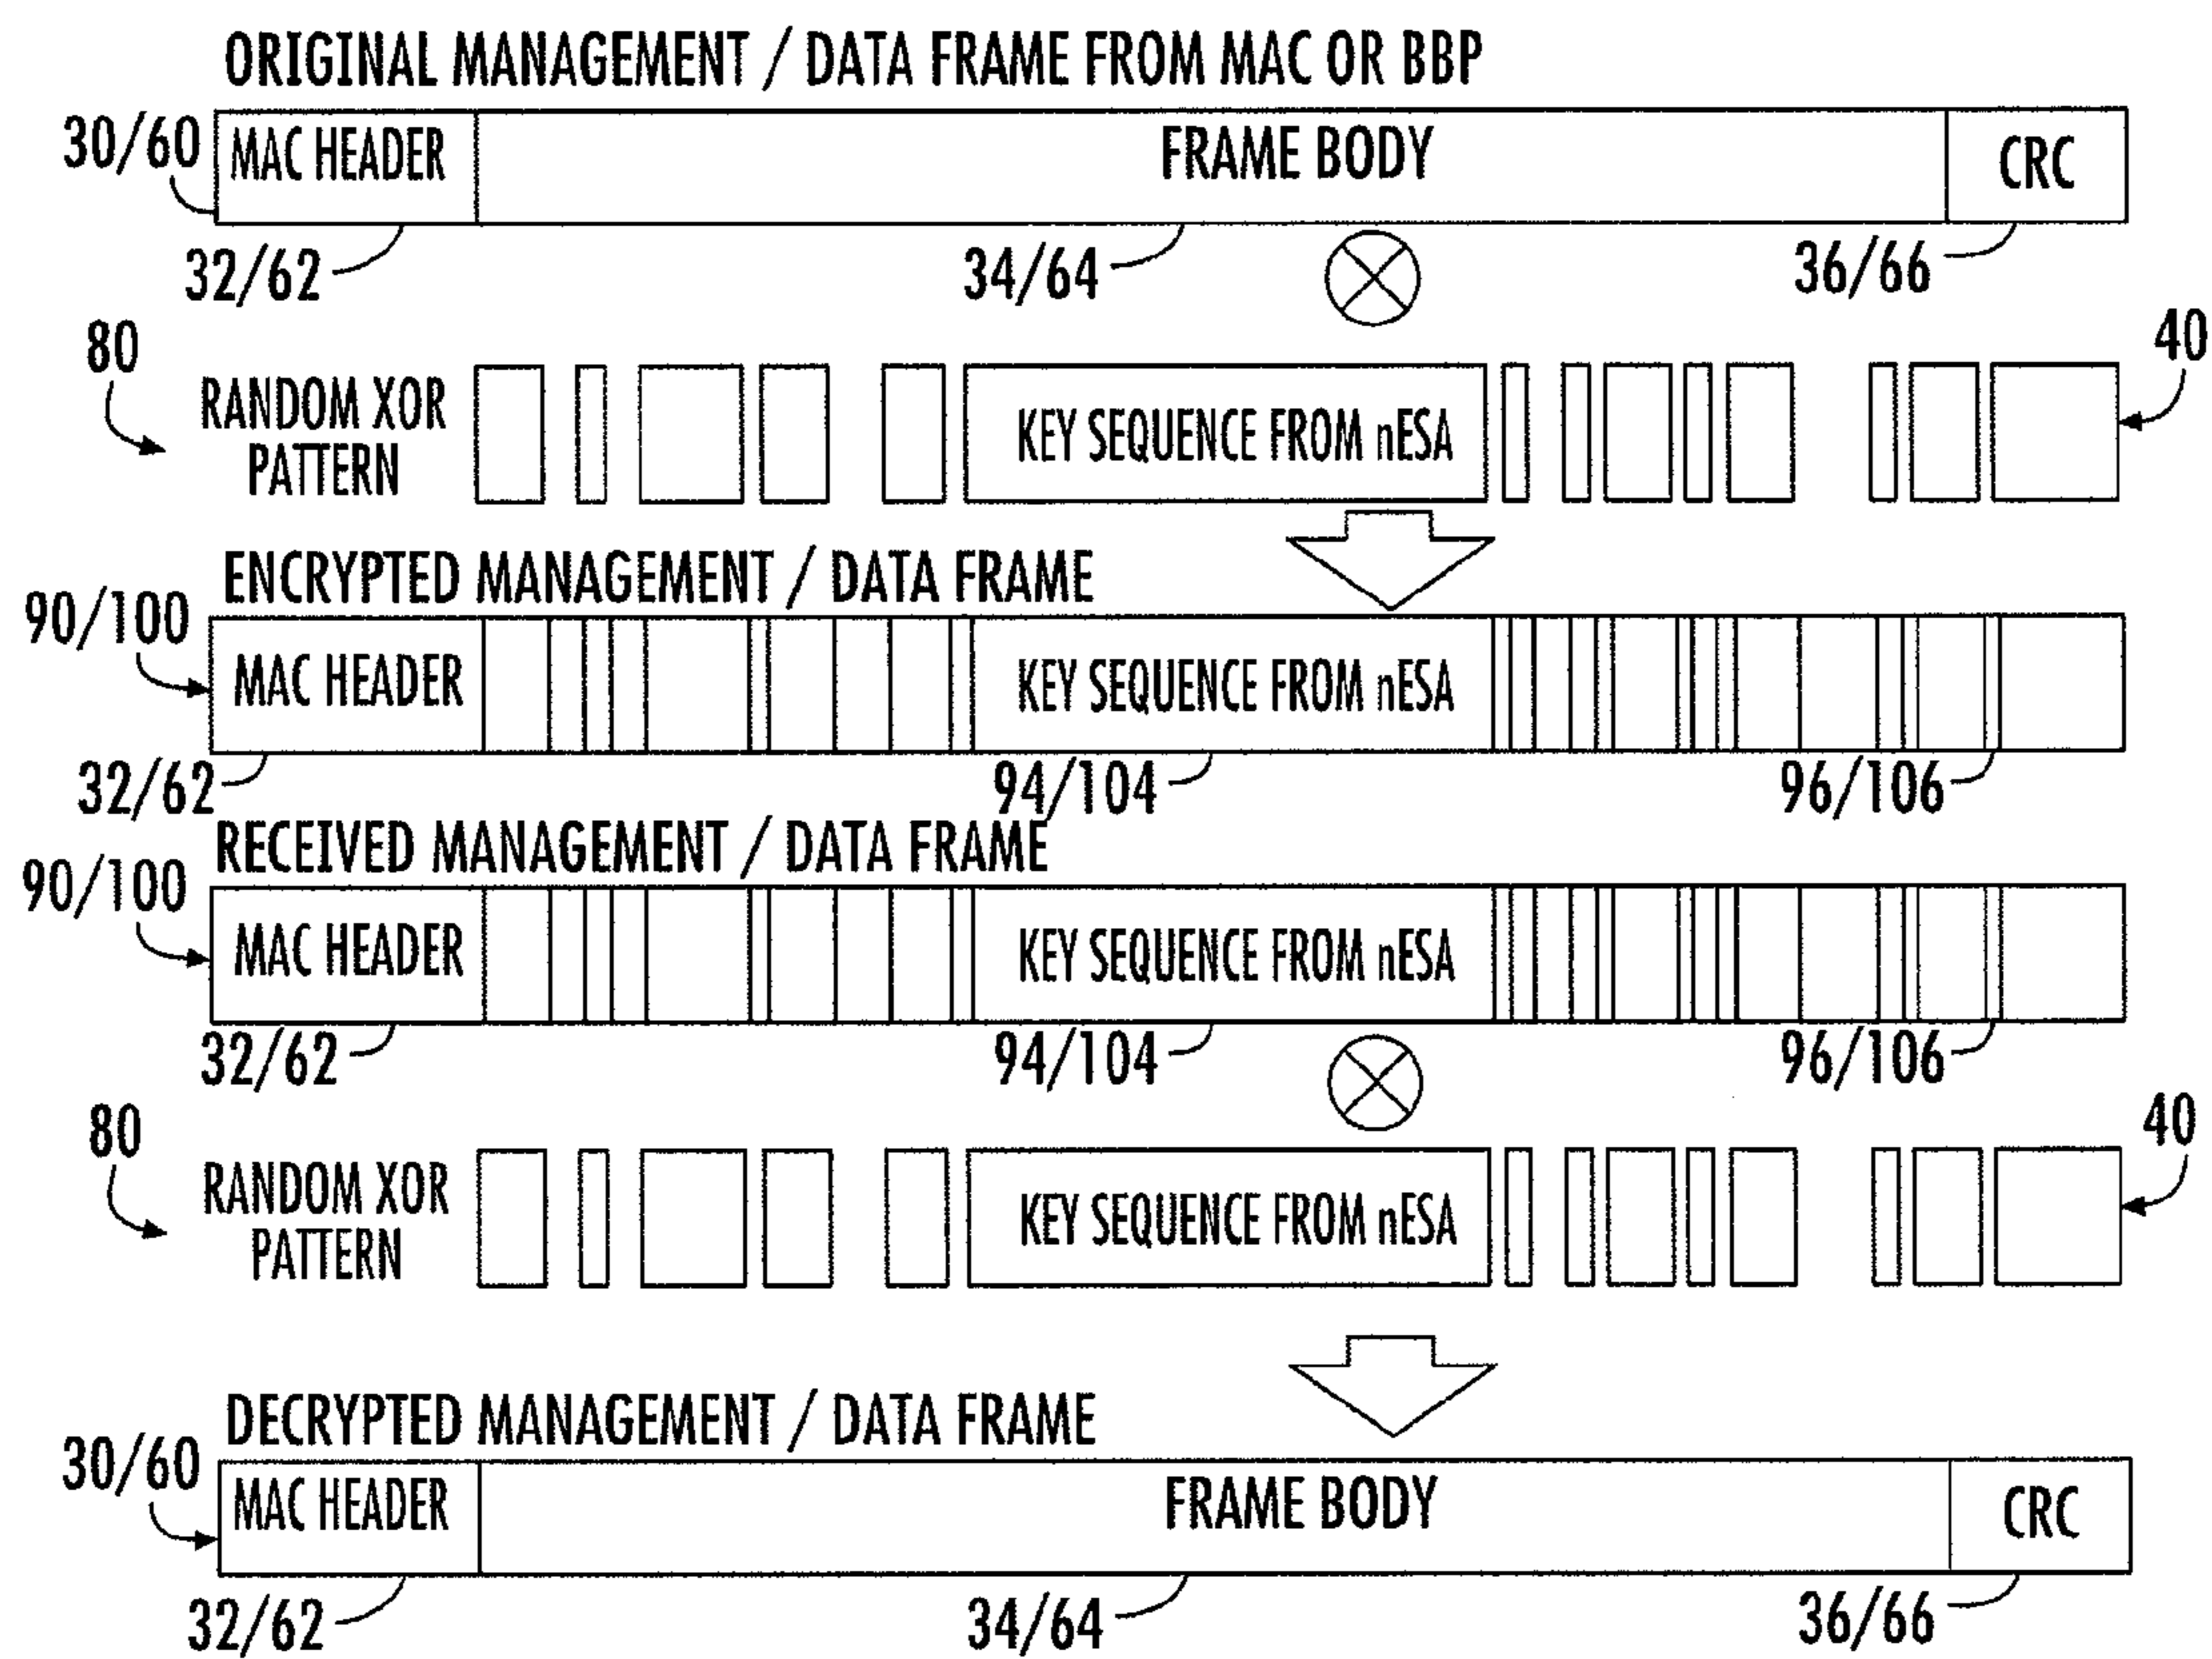 ORIGINAL MANAGEMENT / DATA FRAME FROM MAC OR BBP
30/60
MAC HEADER
FRAME BODY
CRC
32/62
34/64
36/66
80
RANDOM XOR
PATTERN
KEY SEQUENCE FROM nESA
40
ENCRYPTED MANAGEMENT / DATA FRAME
90/100
MAC HEADER
KEY SEQUENCE FROM nESA
32/62
94/104
96/106
RECEIVED MANAGEMENT / DATA FRAME
90/100
MAC HEADER
KEY SEQUENCE FROM nESA
32/62
94/104
96/106
80
RANDOM XOR
PATTERN
KEY SEQUENCE FROM nESA
40
DECRYPTED MANAGEMENT / DATA FRAME
30/60
MAC HEADER
FRAME BODY
CRC
32/62
34/64
36/66